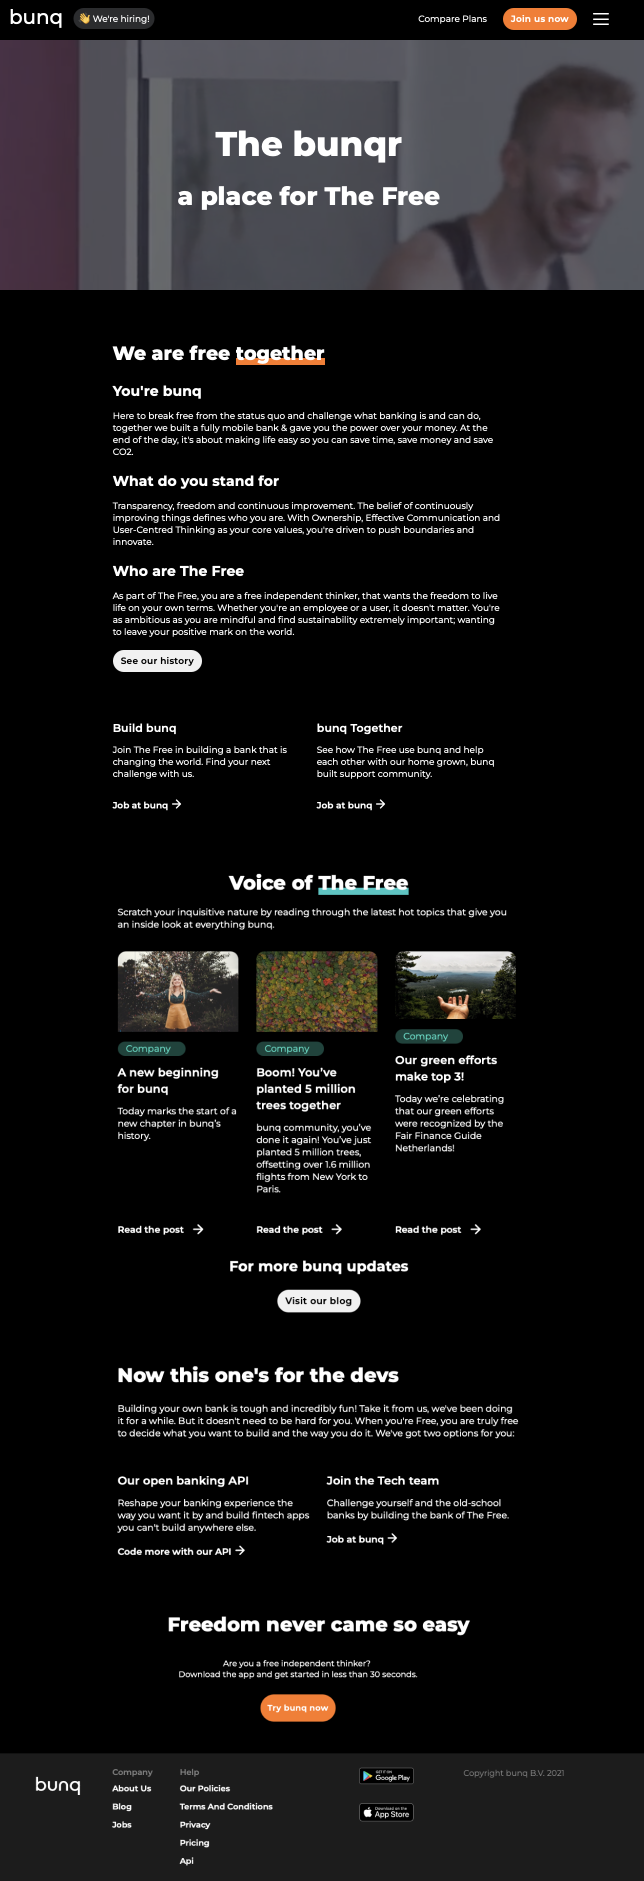 bunq
👋 We're hiring!
Compare Plans
Join us now
The bunqr
a place for The Free
We are free together
You're bunq
Here to break free from the status quo and challenge what banking is and can do,
together we built a fully mobile bank & gave you the power over your money. At the
end of the day, it's about making life easy so you can save time, save money and save
CO2.
What do you stand for
Transparency, freedom and continuous improvement. The belief of continuously
improving things defines who you are. With Ownership, Effective Communication and
User-Centred Thinking as your core values, you're driven to push boundaries and
innovate.
Who are The Free
As part of The Free, you are a free independent thinker, that wants the freedom to live
life on your own terms. Whether you're an employee or a user, it doesn't matter. You're
as ambitious as you are mindful and find sustainability extremely important; wanting
to leave your positive mark on the world.
See our history
Build bunq
Join The Free in building a bank that is
changing the world. Find your next
challenge with us.
Job at bunq →
bunq Together
See how The Free use bunq and help
each other with our home grown, bunq
built support community.
Job at bunq →
Voice of The Free
Scratch your inquisitive nature by reading through the latest hot topics that give you
an inside look at everything bunq.
Company
A new beginning
for bunq
Today marks the start of a
new chapter in bunq's
history.
Read the post →
Company
Boom! You've
planted 5 million
trees together
bunq community, you've
done it again! You've just
planted 5 million trees,
offsetting over 1.6 million
flights from New York to
Paris.
Read the post →
Company
Our green efforts
make top 3!
Today we're celebrating
that our green efforts
were recognized by the
Fair Finance Guide
Netherlands!
Read the post →
For more bunq updates
Visit our blog
Now this one's for the devs
Building your own bank is tough and incredibly fun! Take it from us, we've been doing
it for a while. But it doesn't need to be hard for you. When you're Free, you are truly free
to decide what you want to build and the way you do it. We've got two options for you:
Our open banking API
Reshape your banking experience the
way you want it by and build fintech apps
you can't build anywhere else.
Code more with our API →
Join the Tech team
Challenge yourself and the old-school
banks by building the bank of The Free.
Job at bunq →
Freedom never came so easy
Are you a free independent thinker?
Download the app and get started in less than 30 seconds.
Try bunq now
bunq
Company
About Us
Blog
Jobs
Help
Our Policies
Terms And Conditions
Privacy
Pricing
Api
GET IT ON
Google Play
Download on the
App Store
Copyright bunq B.V. 2021